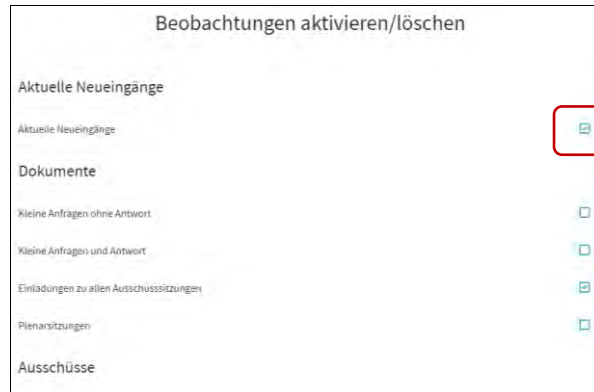 Beobachtungen aktivieren/löschen
Aktuelle Neueingänge
Aktuelle Neueingänge
Dokumente
Kleine Anfragen ohne Antwort
Kleine Anfragen und Antwort
Einladungen zu allen Ausschusssitzungen
Plenarsitzungen
Ausschüsse